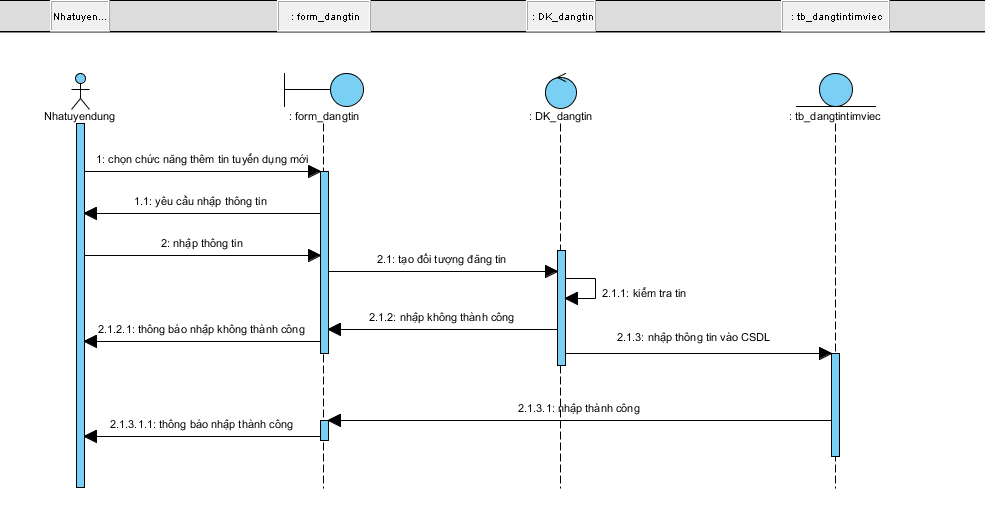 Nhatuyen...
: form_dangtin
: DK_dangtin
: tb_dangtintimviec
Nhatuyendung
: form_dangtin
: DK_dangtin
: tb_dangtintimviec
1: chọn chức năng thêm tin tuyển dụng mới
1.1: yêu cầu nhập thông tin
2: nhập thông tin
2.1: tạo đối tượng đăng tin
2.1.1: kiểm tra tin
2.1.2: nhập không thành công
2.1.2.1: thông báo nhập không thành công
2.1.3: nhập thông tin vào CSDL
2.1.3.1: nhập thành công
2.1.3.1.1: thông báo nhập thành công